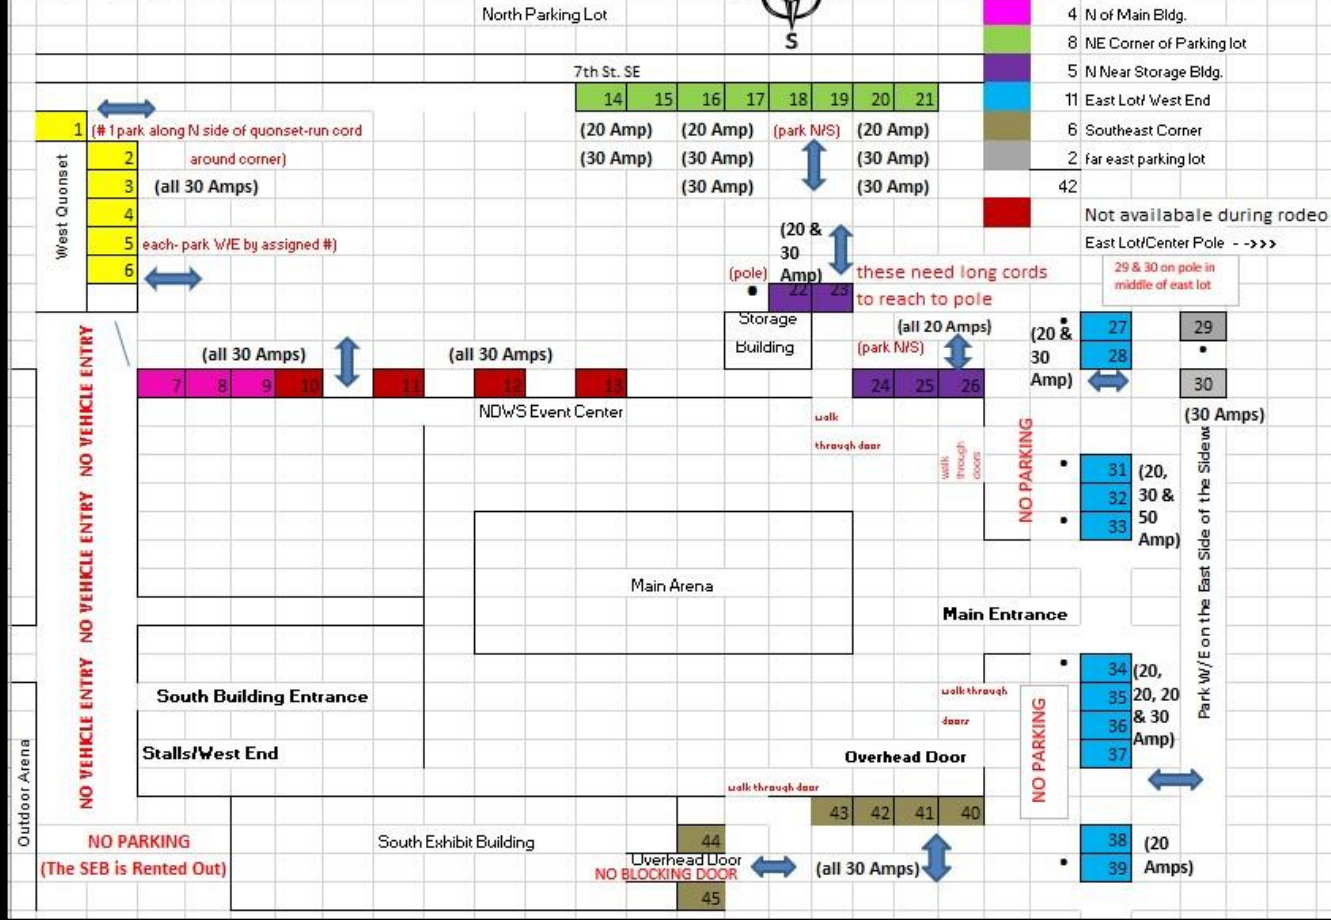 North Parking Lot
S
4 N of Main Bldg.
8 NE Corner of Parking lot
5 N Near Storage Bldg.
11 East Lot/ West End
6 Southeast Corner
2 far east parking lot
42
Not availabale during rodeo
East Lot/Center Pole - ->>>
29 & 30 on pole in
middle of east lot
7th St. SE
14 15 16 17 18 19 20 21
(20 Amp) (20 Amp) (park N/S) (20 Amp)
(30 Amp) (30 Amp) (30 Amp)
(30 Amp) (30 Amp)
1 (# 1 park along N side of quonset-run cord
around corner)
2
3 (all 30 Amps)
4
5 each- park W/E by assigned #)
6
West Quonset
(20 &
30
Amp)
(pole)
22 23
these need long cords
to reach to pole
Storage
Building
(all 20 Amps)
(park N/S)
24 25 26
(20 &
30
Amp)
27
28
29
30
(30 Amps)
(all 30 Amps) (all 30 Amps)
7 8 9 10 11 12 13
NDWS Event Center
walk
through door
walk
through
doors
NO PARKING
31
32
33
(20,
30 &
50
Amp)
Park W/E on the East Side of the Sidew
NO VEHICLE ENTRY NO VEHICLE ENTRY NO VEHICLE ENTRY NO VEHICLE ENTRY
Main Arena
Main Entrance
South Building Entrance
Stalls/West End
walk through
doors
NO PARKING
34
35
36
37
(20,
20, 20
& 30
Amp)
Overhead Door
walk through door
43 42 41 40
Outdoor Arena
NO PARKING
(The SEB is Rented Out)
South Exhibit Building
44
Overhead Door
NO BLOCKING DOOR
45
(all 30 Amps)
38
39
(20
Amps)